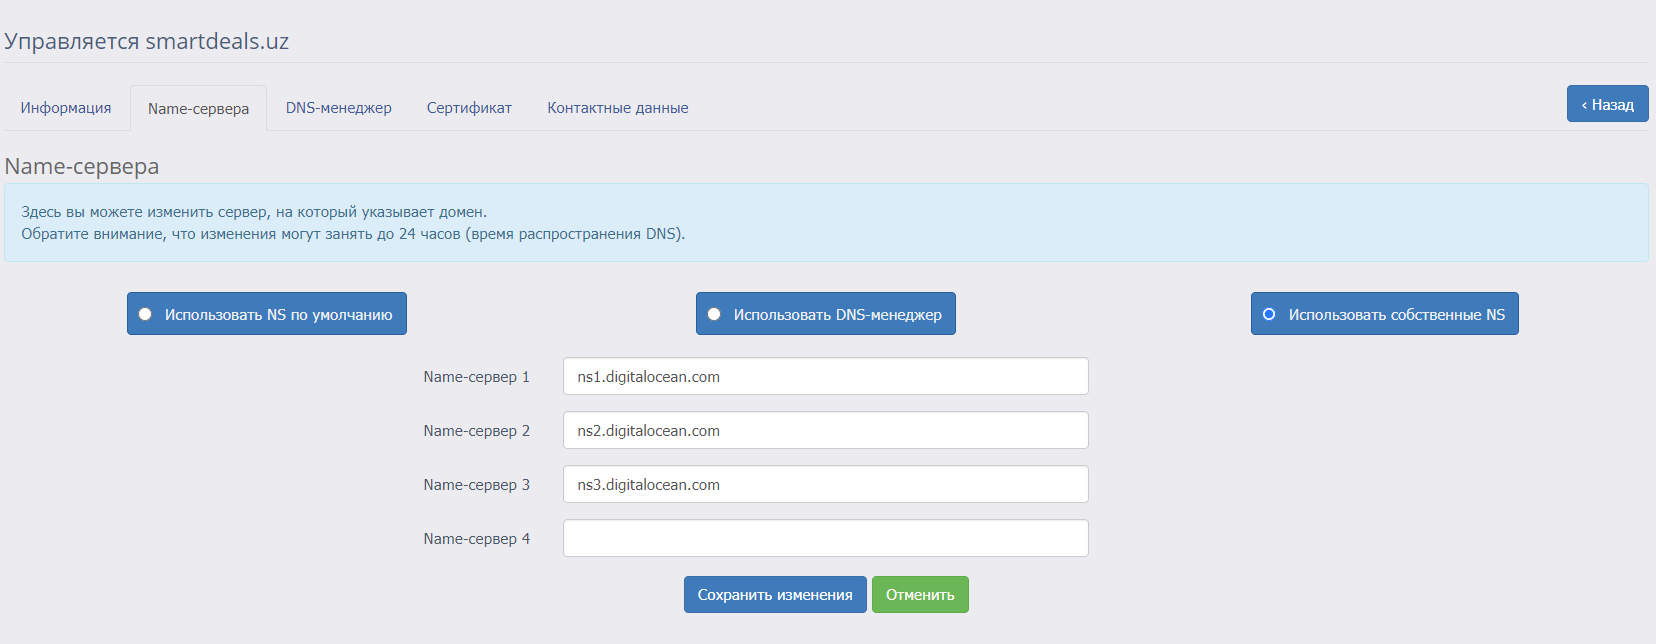 Управляется smartdeals.uz
Информация
Name-сервера
DNS-менеджер
Сертификат
Контактные данные
‹ Назад
Name-сервера
Здесь вы можете изменить сервер, на который указывает домен.
Обратите внимание, что изменения могут занять до 24 часов (время распространения DNS).
Использовать NS по умолчанию
Использовать DNS-менеджер
Использовать собственные NS
Name-сервер 1
ns1.digitalocean.com
Name-сервер 2
ns2.digitalocean.com
Name-сервер 3
ns3.digitalocean.com
Name-сервер 4
Сохранить изменения
Отменить